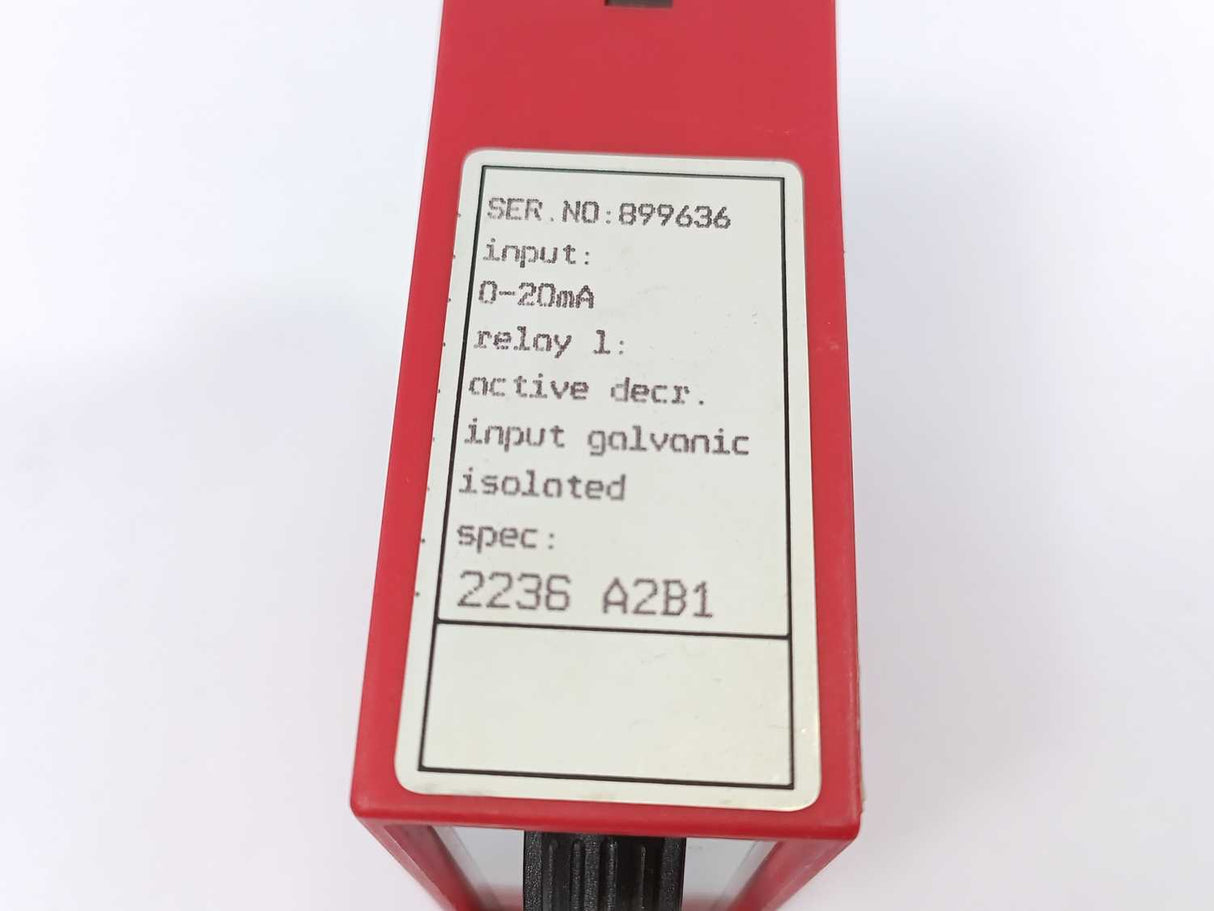 SER.NO:899636
input:
0-20mA
relay 1:
active decr.
input galvanic
isolated
spec:
2236 A2B1